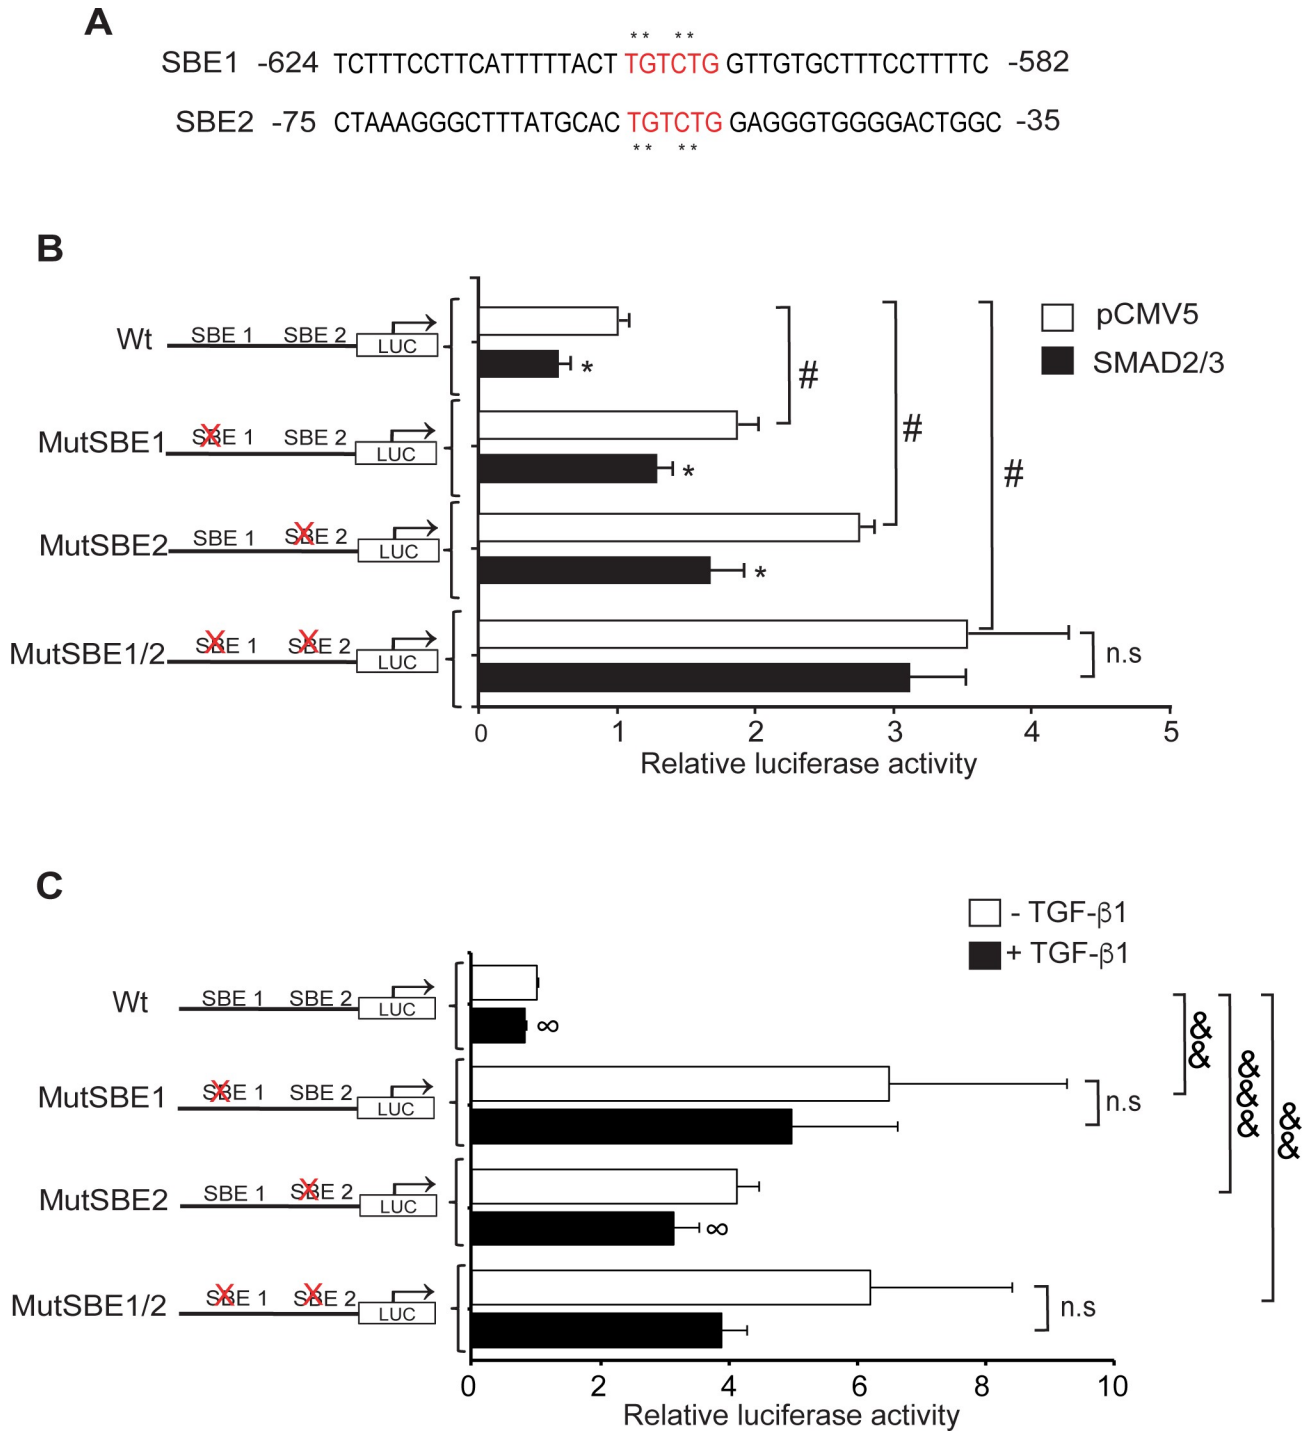 A
** **
SBE1 -624 TCTTTCCTTCATTTTTACT TGTCTG GTTGTGCTTTCCTTTTC -582
SBE2 -75 CTAAAGGGCTTTATGCAC TGTCTG GAGGGTGGGGACTGGC -35
** **
B
pCMV5
SMAD2/3
Wt SBE 1 SBE 2 LUC
*
#
MutSBE1 SBE 1 SBE 2 LUC
*
#
MutSBE2 SBE 1 SBE 2 LUC
*
#
MutSBE1/2 SBE 1 SBE 2 LUC
n.s
0 1 2 3 4 5
Relative luciferase activity
C
- TGF-β1
+ TGF-β1
Wt SBE 1 SBE 2 LUC
∞
&&
MutSBE1 SBE 1 SBE 2 LUC
n.s
&&&
MutSBE2 SBE 1 SBE 2 LUC
∞
&&
MutSBE1/2 SBE 1 SBE 2 LUC
n.s
0 2 4 6 8 10
Relative luciferase activity